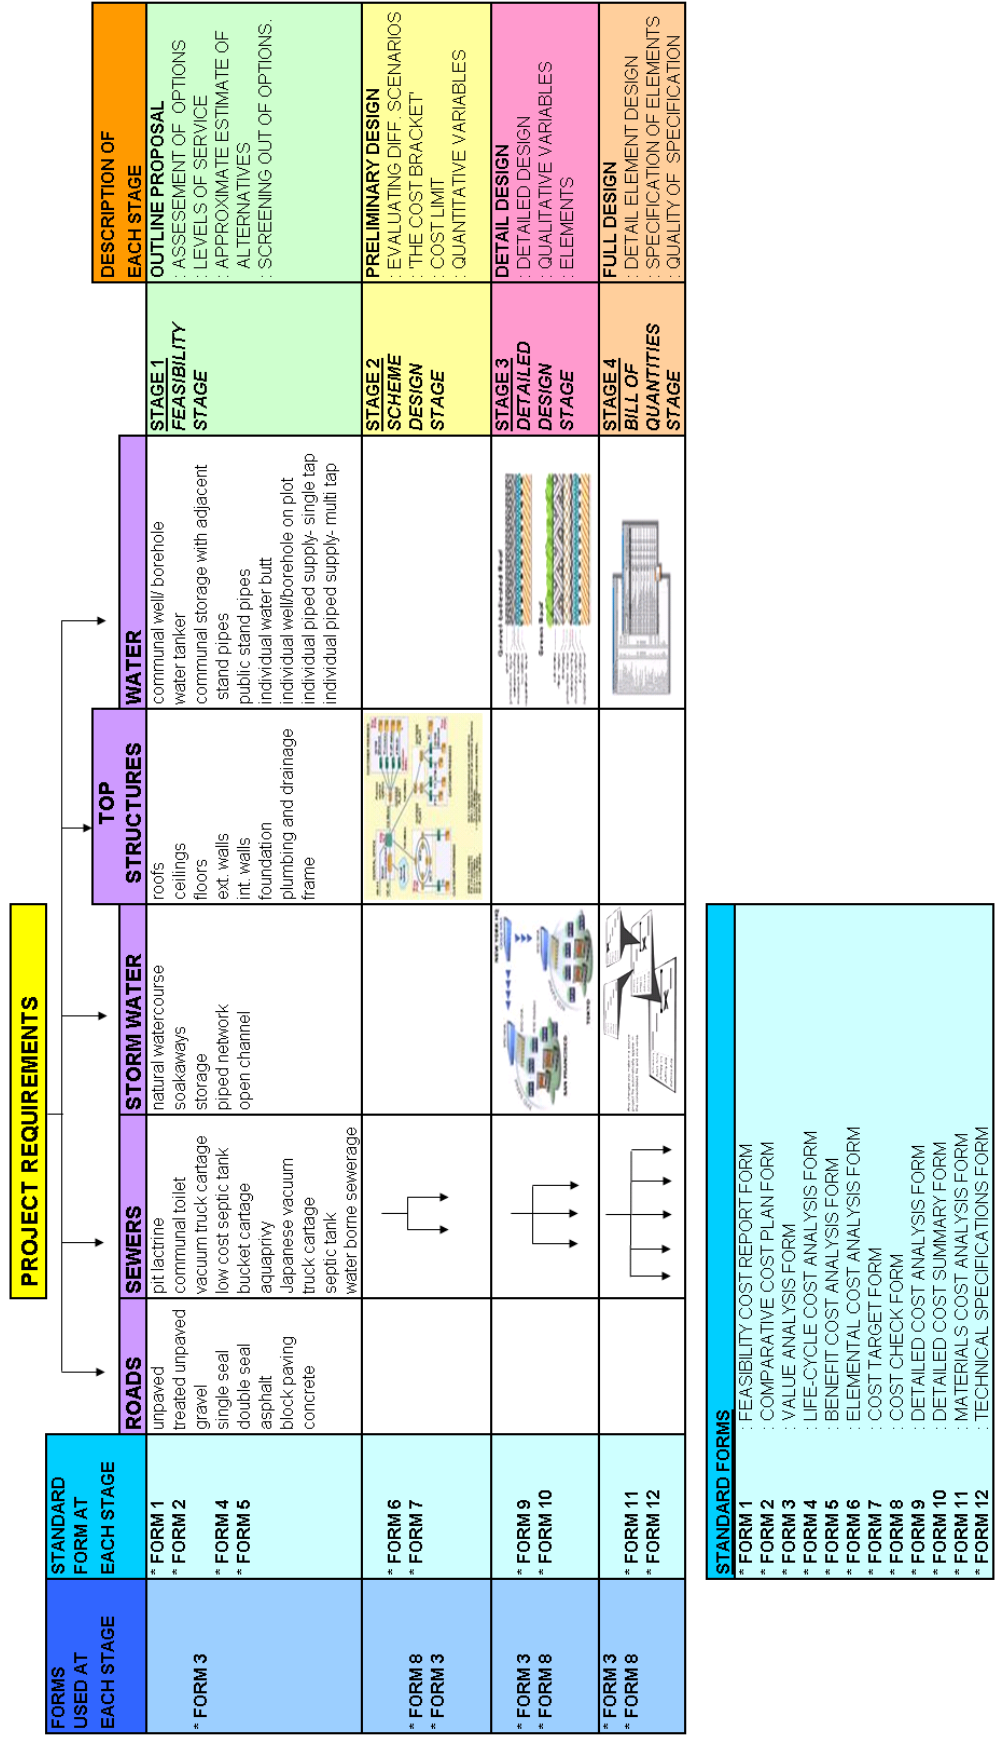 PROJECT REQUIREMENTS
FORMS
USED AT
EACH STAGE
STANDARD
FORM AT
EACH STAGE
ROADS
SEWERS
STORM WATER
TOP
STRUCTURES
WATER
DESCRIPTION OF
EACH STAGE
* FORM 3
* FORM 1
* FORM 2
* FORM 4
* FORM 5
unpaved
treated unpaved
gravel
single seal
double seal
asphalt
block paving
concrete
pit lactrine
communal toilet
vacuum truck cartage
low cost septic tank
bucket cartage
aquaprivy
Japanese vacuum
truck cartage
septic tank
water borne sewerage
natural watercourse
soakaways
storage
piped network
open channel
roofs
ceilings
floors
ext. walls
int. walls
foundation
plumbing and drainage
frame
communal well/ borehole
water tanker
communal storage with adjacent
stand pipes
public stand pipes
individual water butt
individual well/borehole on plot
individual piped supply- single tap
individual piped supply- multi tap
STAGE 1
FEASIBILITY
STAGE
OUTLINE PROPOSAL
: ASSESEMENT OF OPTIONS
: LEVELS OF SERVICE
: APPROXIMATE ESTIMATE OF
ALTERNATIVES
: SCREENING OUT OF OPTIONS.
* FORM 8
* FORM 3
* FORM 6
* FORM 7
STAGE 2
SCHEME
DESIGN
STAGE
PRELIMINARY DESIGN
: EVALUATING DIFF. SCENARIOS
: 'THE COST BRACKET'
: COST LIMIT
: QUANTITATIVE VARIABLES
* FORM 3
* FORM 8
* FORM 9
* FORM 10
NEW YORK HQ
SAN FRANCISCO
TOKYO
Gravel Extruded Roof
Green Roof
STAGE 3
DETAILED
DESIGN
STAGE
DETAIL DESIGN
: DETAILED DESIGN
: QUALITATIVE VARIABLES
: ELEMENTS
* FORM 3
* FORM 8
* FORM 11
* FORM 12
STAGE 4
BILL OF
QUANTITIES
STAGE
FULL DESIGN
: DETAIL ELEMENT DESIGN
: SPECIFICATION OF ELEMENTS
: QUALITY OF SPECIFICATION
STANDARD FORMS
* FORM 1 : FEASIBILITY COST REPORT FORM
* FORM 2 : COMPARATIVE COST PLAN FORM
* FORM 3 : VALUE ANALYSIS FORM
* FORM 4 : LIFE-CYCLE COST ANALYSIS FORM
* FORM 5 : BENEFIT COST ANALYSIS FORM
* FORM 6 : ELEMENTAL COST ANALYSIS FORM
* FORM 7 : COST TARGET FORM
* FORM 8 : COST CHECK FORM
* FORM 9 : DETAILED COST ANALYSIS FORM
* FORM 10 : DETAILED COST SUMMARY FORM
* FORM 11 : MATERIALS COST ANALYSIS FORM
* FORM 12 : TECHNICAL SPECIFICATIONS FORM